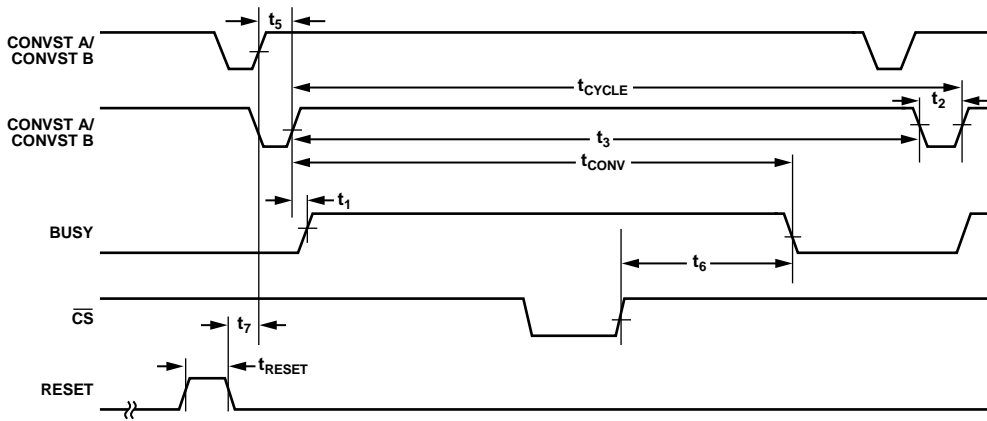 t5
CONVST A/
CONVST B
tCYCLE
t2
CONVST A/
CONVST B
t3
tCONV
t1
BUSY
t6
CS
t7
tRESET
RESET